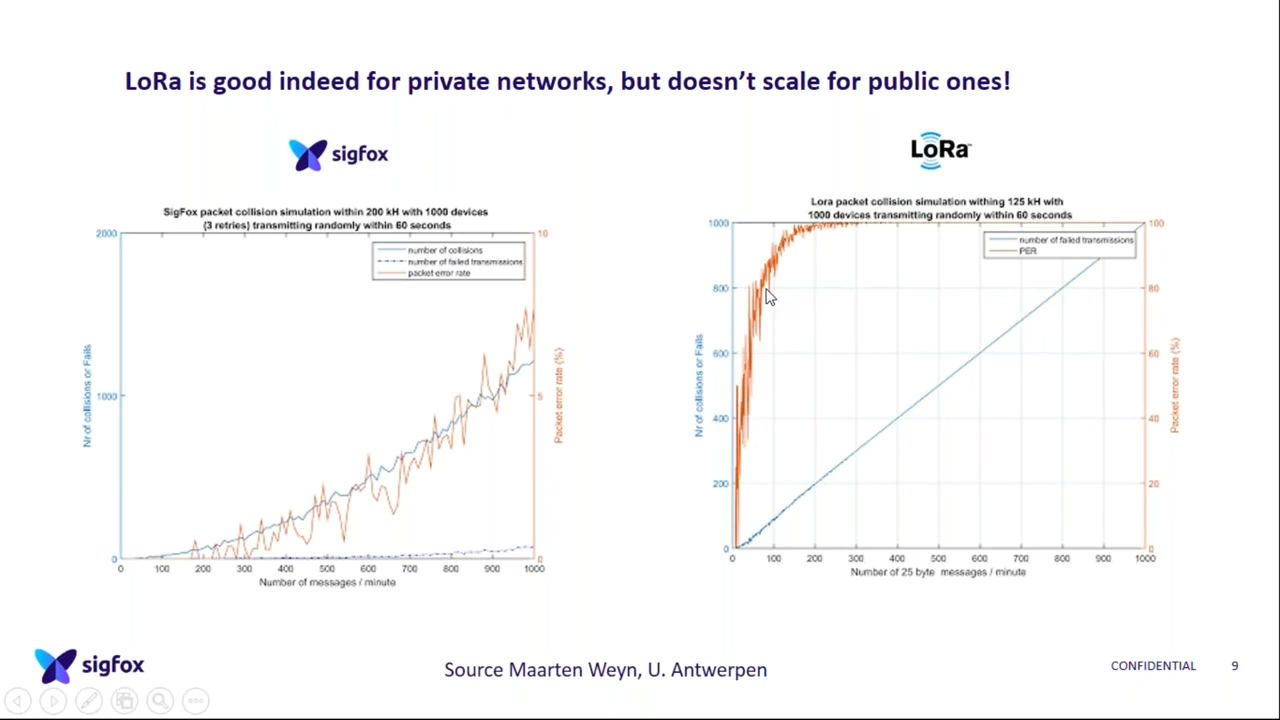 LoRa is good indeed for private networks, but doesn't scale for public ones!
sigfox
SigFox packet collision simulation within 200 kH with 1000 devices
(3 retries) transmitting randomly within 60 seconds
2000
1000
0
10
5
0
number of collisions
number of failed transmissions
packet error rate
Nr of collisions or Fails
Packet error rate (%)
0 100 200 300 400 500 600 700 800 900 1000
Number of messages / minute
LoRa™
Lora packet collision simulation withing 125 kH with
1000 devices transmitting randomly within 60 seconds
1000
800
600
400
200
0
100
80
60
40
20
0
number of failed transmissions
PER
Nr of collisions or Fails
Packet error rate (%)
0 100 200 300 400 500 600 700 800 900 1000
Number of 25 byte messages / minute
sigfox
Source Maarten Weyn, U. Antwerpen
CONFIDENTIAL 9